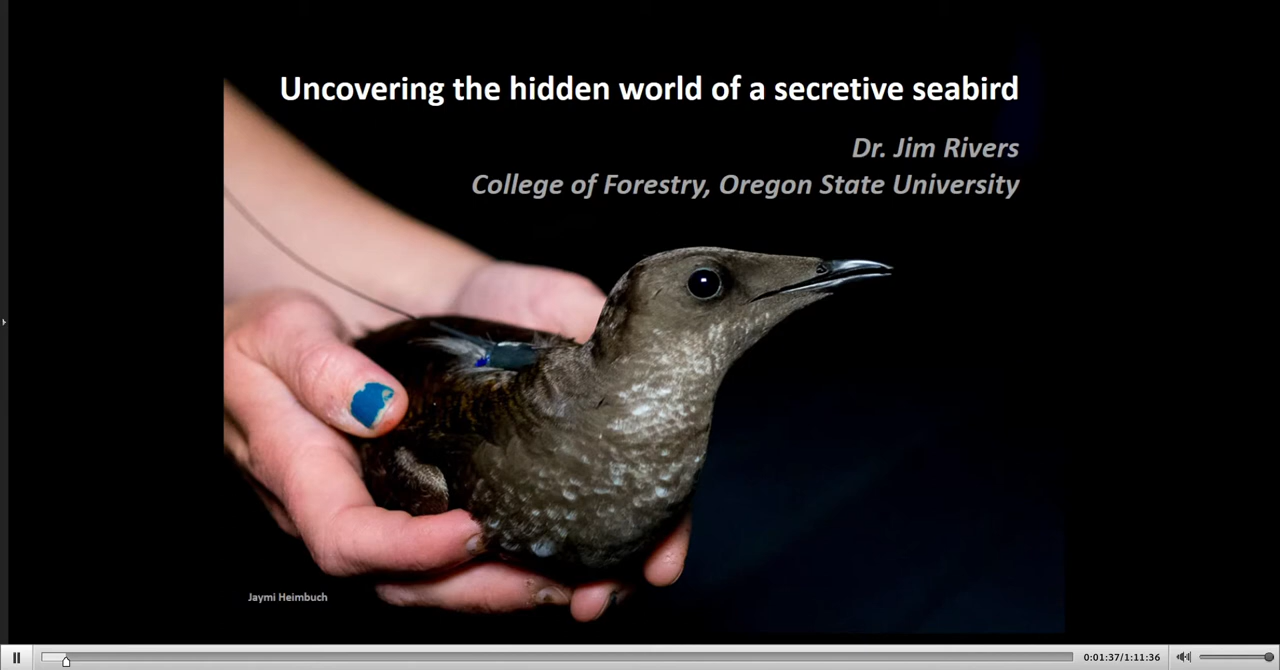 Uncovering the hidden world of a secretive seabird
Dr. Jim Rivers
College of Forestry, Oregon State University
Jaymi Heimbuch
0:01:37/1:11:36